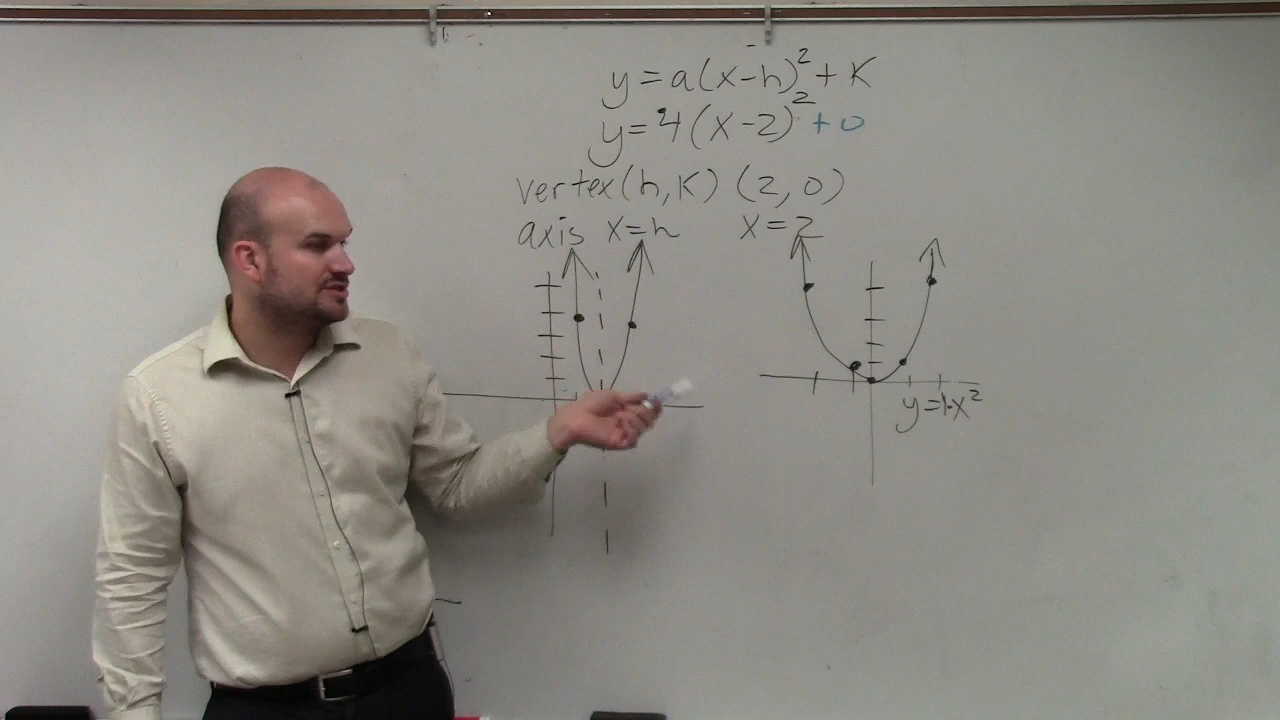 y = a(x-h)² + K
y = 4(x-2)² + 0
vertex (h, K) (2, 0)
axis x=h x=2
y=1·x²